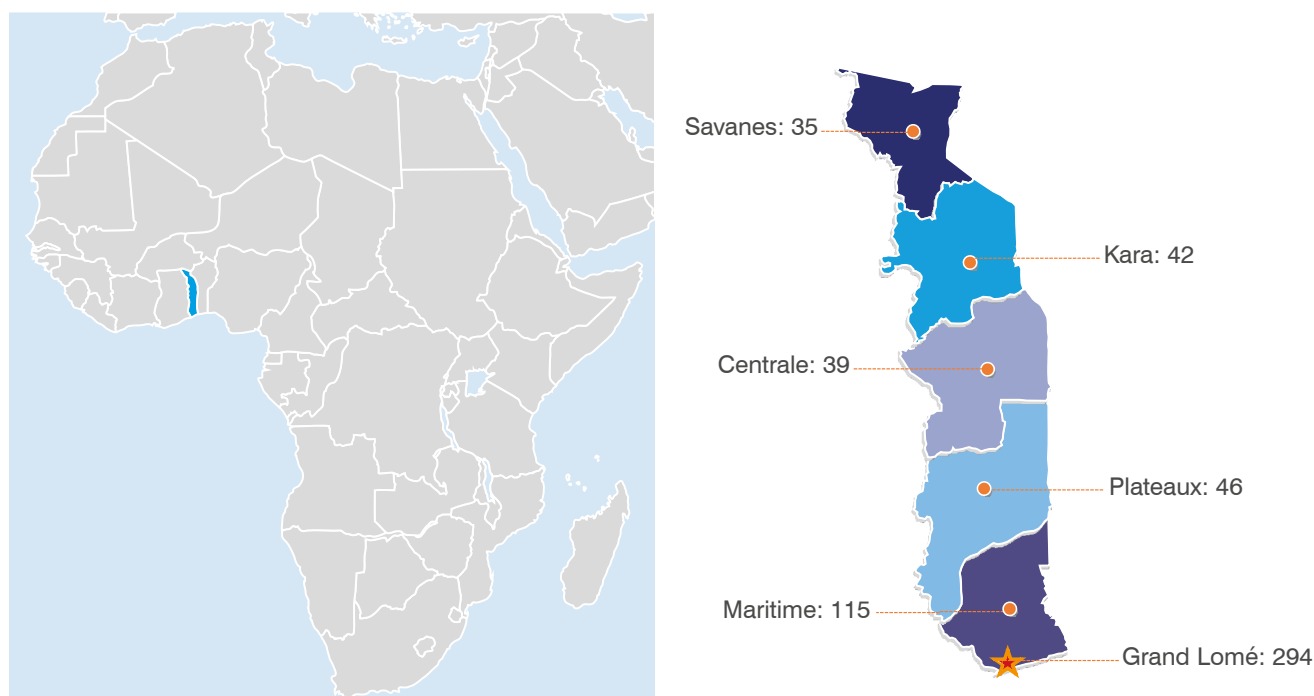 Savanes: 35
Kara: 42
Centrale: 39
Plateaux: 46
Maritime: 115
Grand Lomé: 294